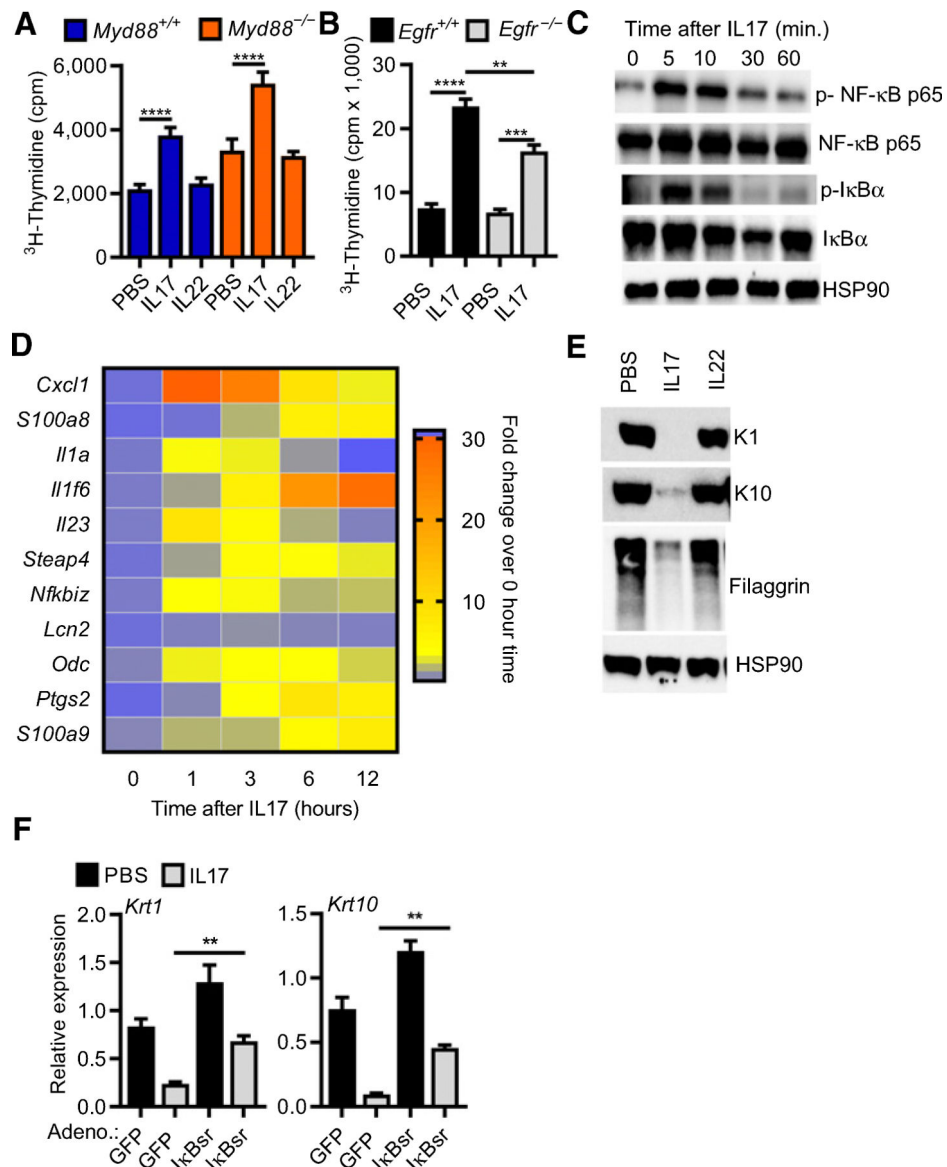 A
Myd88+/+ Myd88−/−
³H-Thymidine (cpm)
6,000
4,000
2,000
0
**** ****
PBS IL17 IL22 PBS IL17 IL22
B
Egfr+/+ Egfr−/−
³H-Thymidine (cpm x 1,000)
30
20
10
0
**** ** ***
PBS IL17 PBS IL17
C
Time after IL17 (min.)
0 5 10 30 60
p- NF-κB p65
NF-κB p65
p-IκBα
IκBα
HSP90
D
Cxcl1
S100a8
Il1a
Il1f6
Il23
Steap4
Nfkbiz
Lcn2
Odc
Ptgs2
S100a9
0 1 3 6 12
Time after IL17 (hours)
30
20
10
Fold change over 0 hour time
E
PBS IL17 IL22
K1
K10
Filaggrin
HSP90
F
PBS IL17
Krt1
Relative expression
2.0
1.5
1.0
0.5
0.0
**
Adeno.: GFP GFP IκBsr IκBsr
Krt10
1.5
1.0
0.5
0.0
**
GFP GFP IκBsr IκBsr